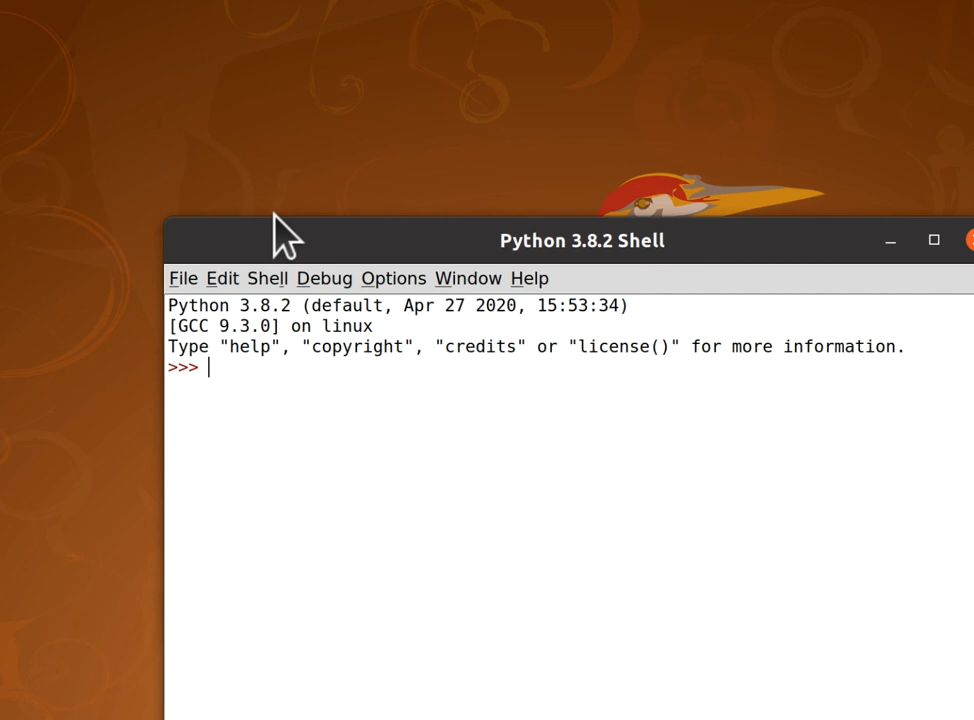 Python 3.8.2 Shell
File Edit Shell Debug Options Window Help
Python 3.8.2 (default, Apr 27 2020, 15:53:34)
[GCC 9.3.0] on linux
Type "help", "copyright", "credits" or "license()" for more information.
>>>